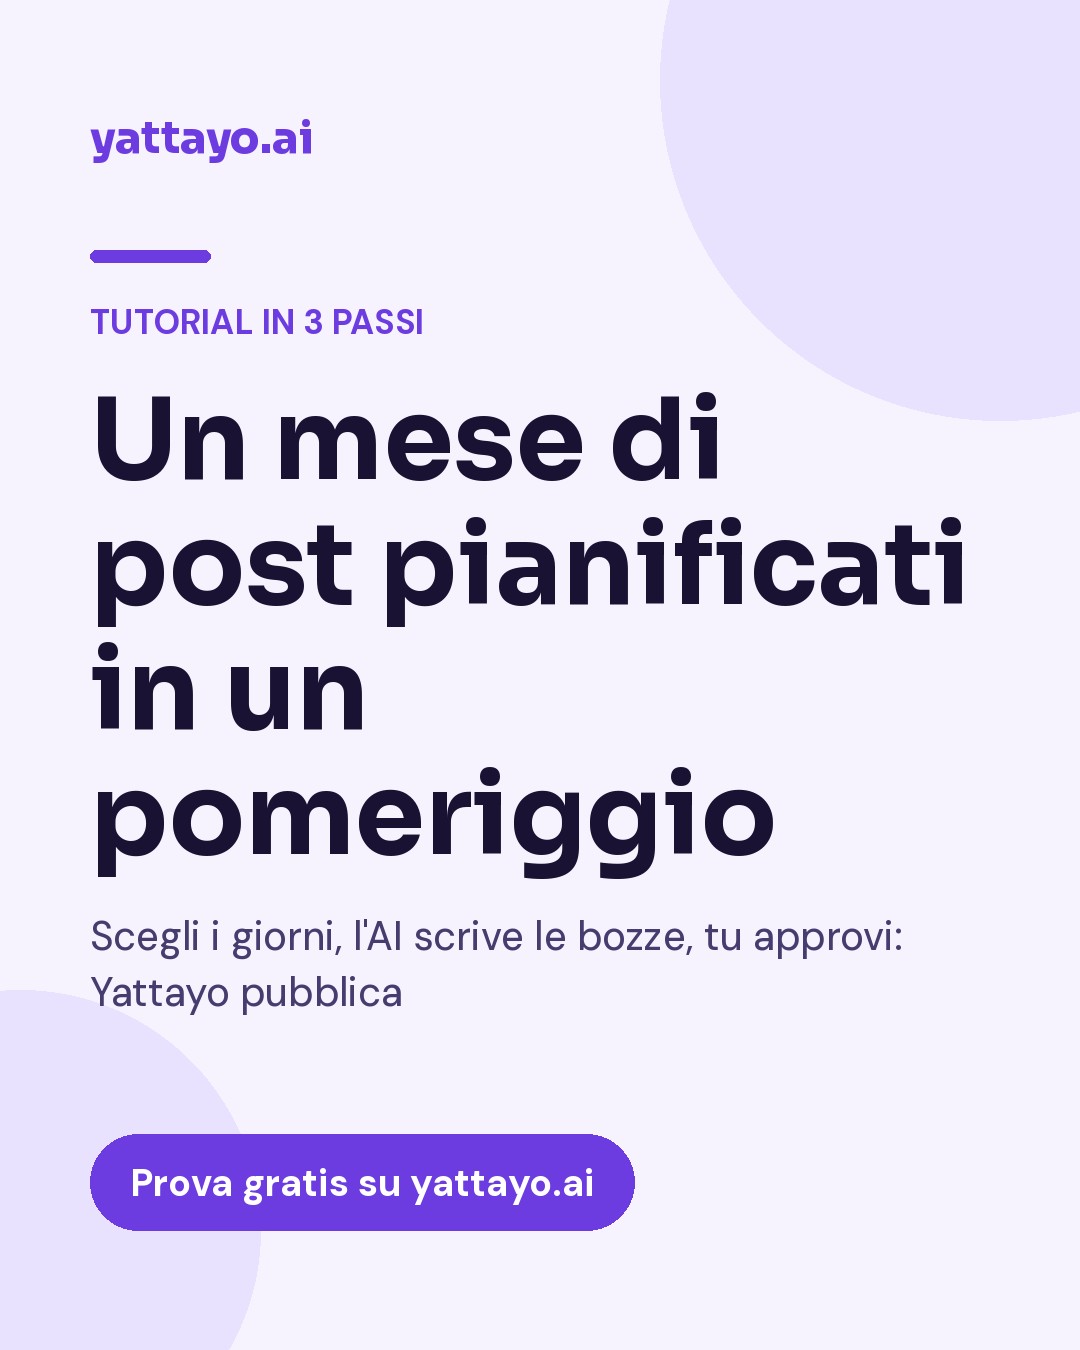 yattayo.ai
TUTORIAL IN 3 PASSI
Un mese di
post pianificati
in un
pomeriggio
Scegli i giorni, l'AI scrive le bozze, tu approvi:
Yattayo pubblica
Prova gratis su yattayo.ai